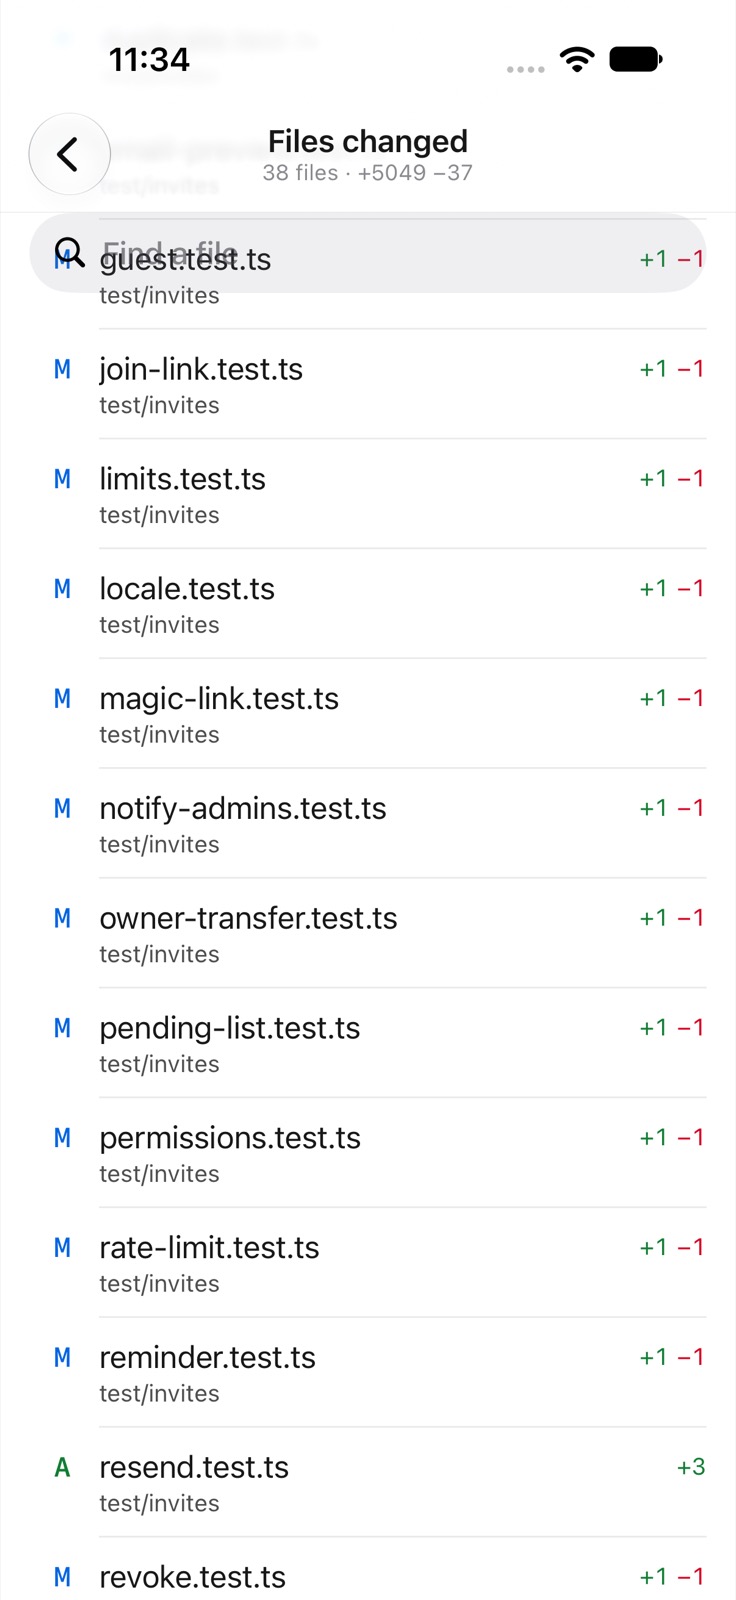 11:34
Files changed
38 files · +5049 −37
test/invites
Find a file
M guest.test.ts +1 −1
test/invites
M join-link.test.ts +1 −1
test/invites
M limits.test.ts +1 −1
test/invites
M locale.test.ts +1 −1
test/invites
M magic-link.test.ts +1 −1
test/invites
M notify-admins.test.ts +1 −1
test/invites
M owner-transfer.test.ts +1 −1
test/invites
M pending-list.test.ts +1 −1
test/invites
M permissions.test.ts +1 −1
test/invites
M rate-limit.test.ts +1 −1
test/invites
M reminder.test.ts +1 −1
test/invites
A resend.test.ts +3
test/invites
M revoke.test.ts +1 −1